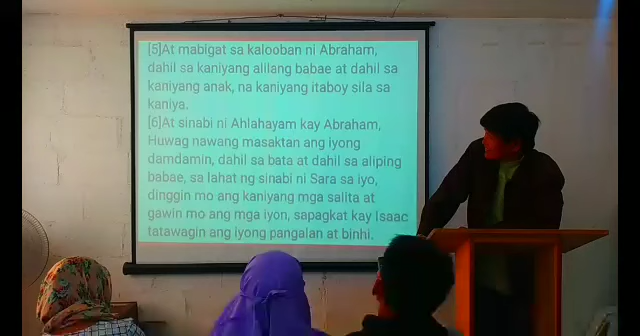 [5]At mabigat sa kalooban ni Abraham,
dahil sa kaniyang alilang babae at dahil sa
kaniyang anak, na kaniyang itaboy sila sa
kaniya.
[6]At sinabi ni Ahlahayam kay Abraham,
Huwag nawang masaktan ang iyong
damdamin, dahil sa bata at dahil sa aliping
babae, sa lahat ng sinabi ni Sara sa iyo,
dinggin mo ang kaniyang mga salita at
gawin mo ang mga iyon, sapagkat kay Isaac
tatawagin ang iyong pangalan at binhi.